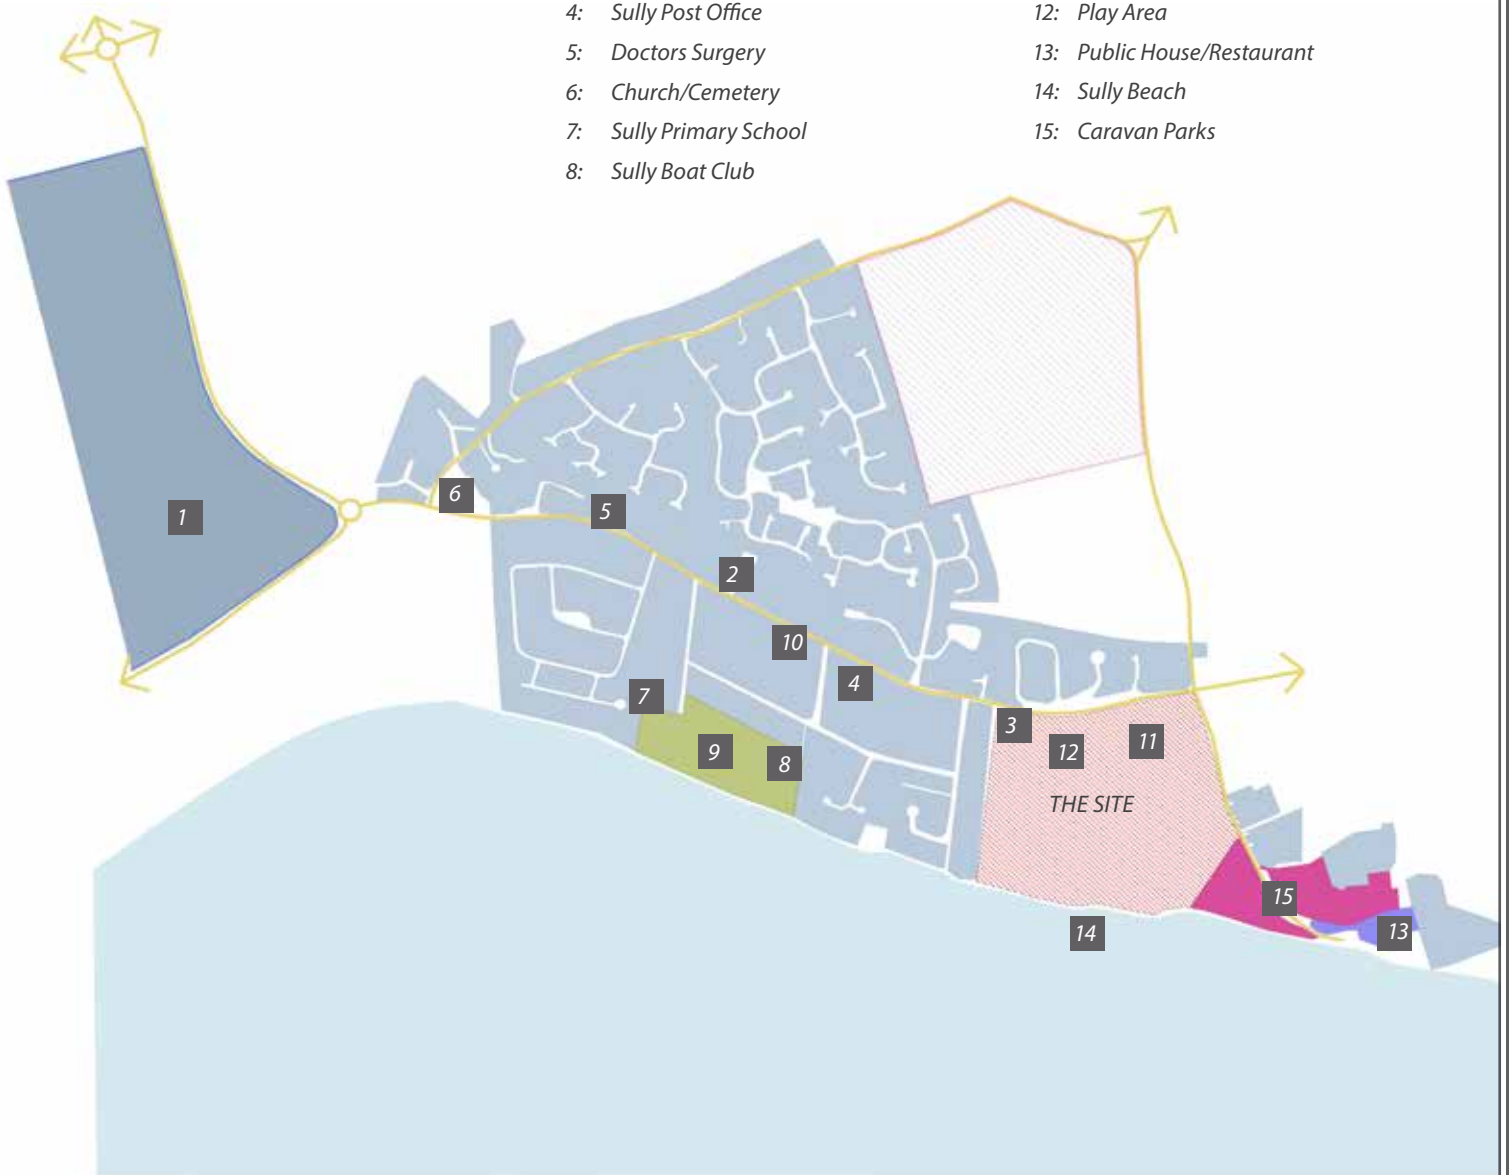 4: Sully Post Office
5: Doctors Surgery
6: Church/Cemetery
7: Sully Primary School
8: Sully Boat Club
12: Play Area
13: Public House/Restaurant
14: Sully Beach
15: Caravan Parks
6
5
1
2
10
4
7
3
11
12
9
8
THE SITE
15
14
13